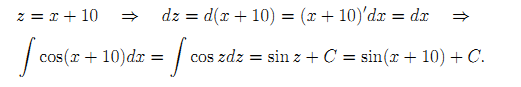 z = x + 10 ⇒ dz = d(x + 10) = (x + 10)′dx = dx ⇒
∫ cos(x + 10)dx = ∫ cos zdz = sin z + C = sin(x + 10) + C.